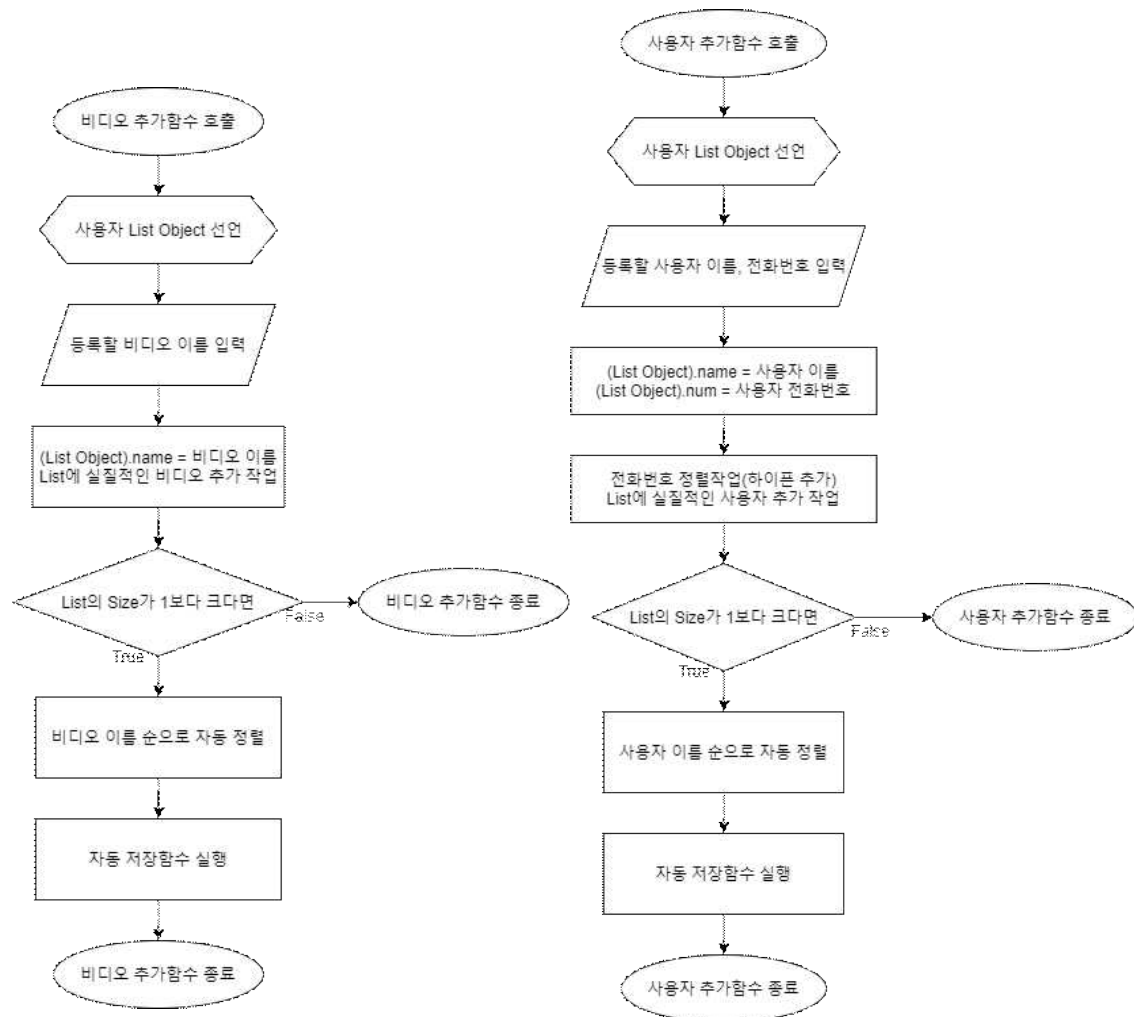 비디오 추가함수 호출
사용자 List Object 선언
등록할 비디오 이름 입력
(List Object).name = 비디오 이름
List에 실질적인 비디오 추가 작업
List의 Size가 1보다 크다면
False
비디오 추가함수 종료
True
비디오 이름 순으로 자동 정렬
자동 저장함수 실행
비디오 추가함수 종료
사용자 추가함수 호출
사용자 List Object 선언
등록할 사용자 이름, 전화번호 입력
(List Object).name = 사용자 이름
(List Object).num = 사용자 전화번호
전화번호 정렬작업(하이픈 추가)
List에 실질적인 사용자 추가 작업
List의 Size가 1보다 크다면
False
사용자 추가함수 종료
True
사용자 이름 순으로 자동 정렬
자동 저장함수 실행
사용자 추가함수 종료